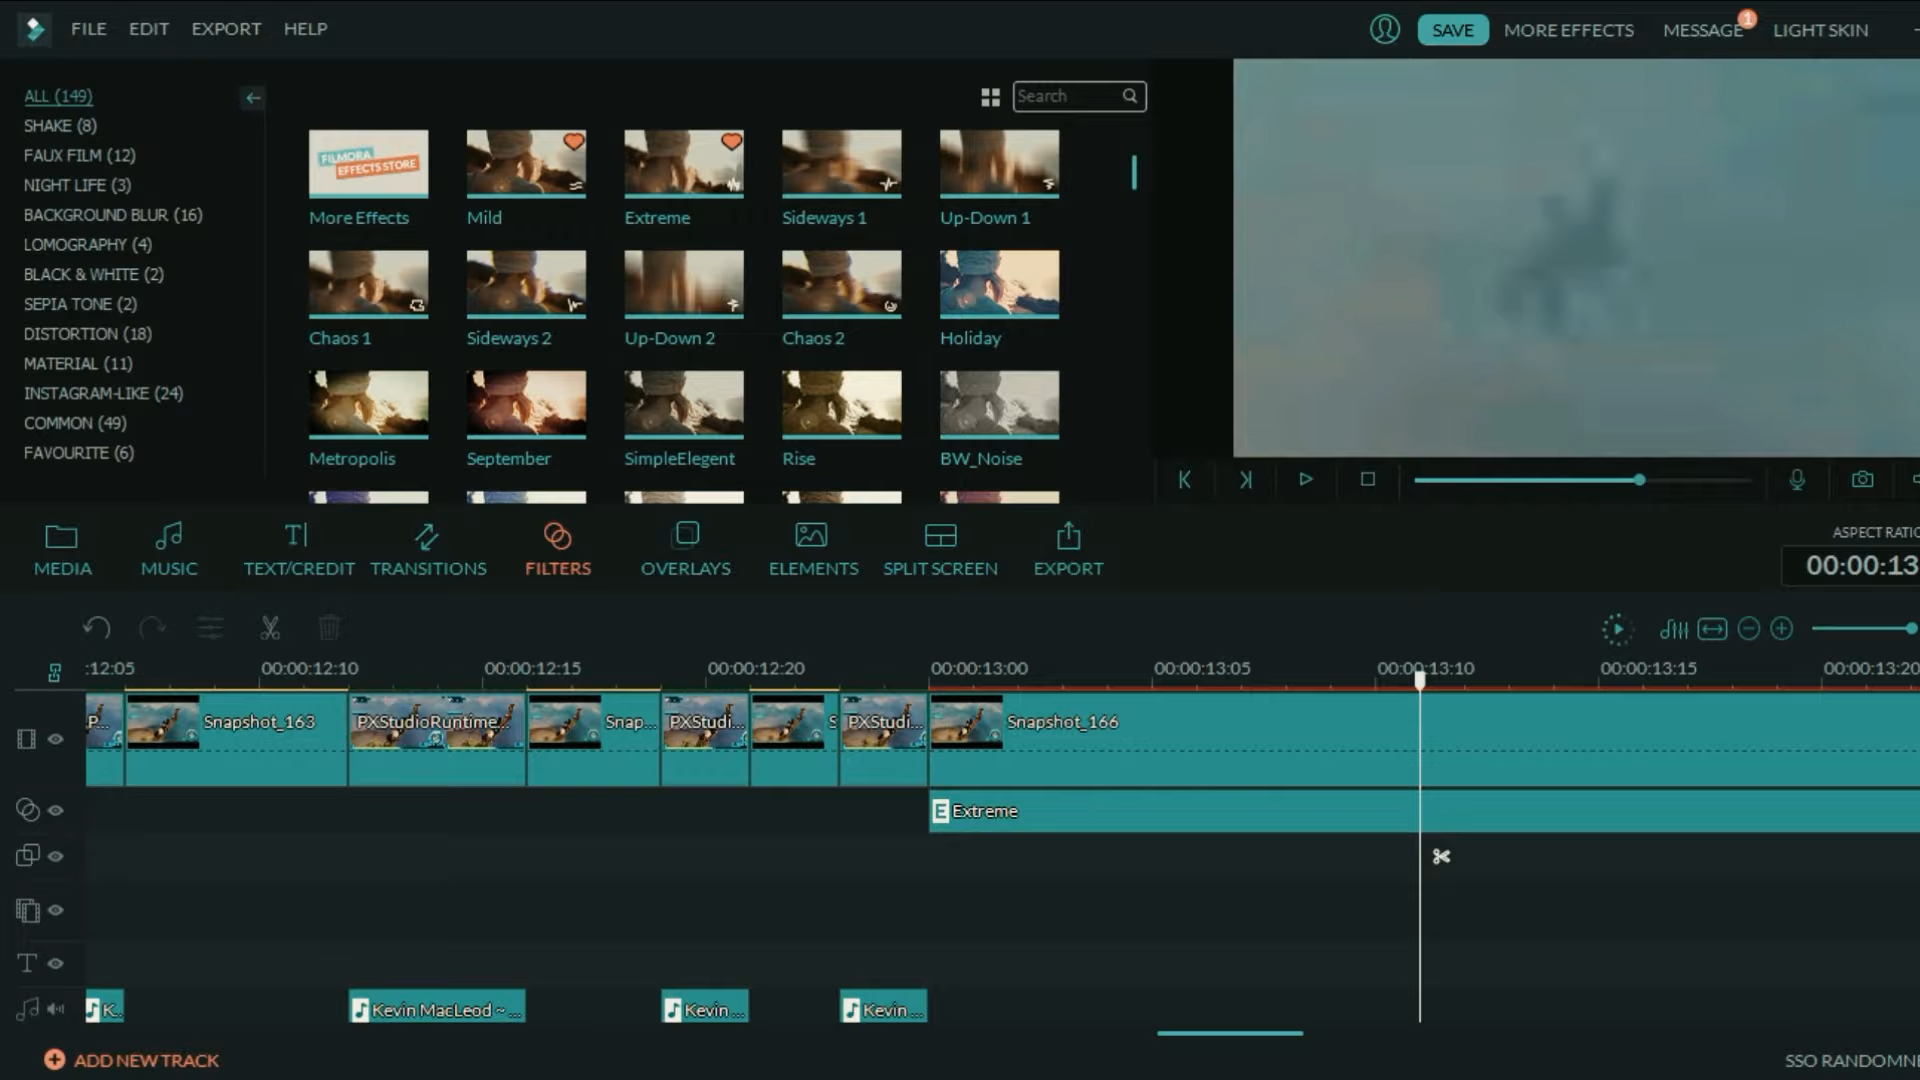 FILE EDIT EXPORT HELP
SAVE MORE EFFECTS MESSAGE 1 LIGHT SKIN
ALL (149)
SHAKE (8)
FAUX FILM (12)
NIGHT LIFE (3)
BACKGROUND BLUR (16)
LOMOGRAPHY (4)
BLACK & WHITE (2)
SEPIA TONE (2)
DISTORTION (18)
MATERIAL (11)
INSTAGRAM-LIKE (24)
COMMON (49)
FAVOURITE (6)
Search
FILMORA
EFFECTS STORE
More Effects Mild Extreme Sideways 1 Up-Down 1
Chaos 1 Sideways 2 Up-Down 2 Chaos 2 Holiday
Metropolis September SimpleElegent Rise BW_Noise
MEDIA MUSIC TEXT/CREDIT TRANSITIONS FILTERS OVERLAYS ELEMENTS SPLIT SCREEN EXPORT
ASPECT RATIO
00:00:13
:12:05 00:00:12:10 00:00:12:15 00:00:12:20 00:00:13:00 00:00:13:05 00:00:13:10 00:00:13:15 00:00:13:20
P... Snapshot_163 PXStudioRuntime... Snap... PXStudi... S PXStudi... Snapshot_166
E Extreme
K... Kevin MacLeod ~ ... Kevin ... Kevin ...
ADD NEW TRACK
SSO RANDOMNE